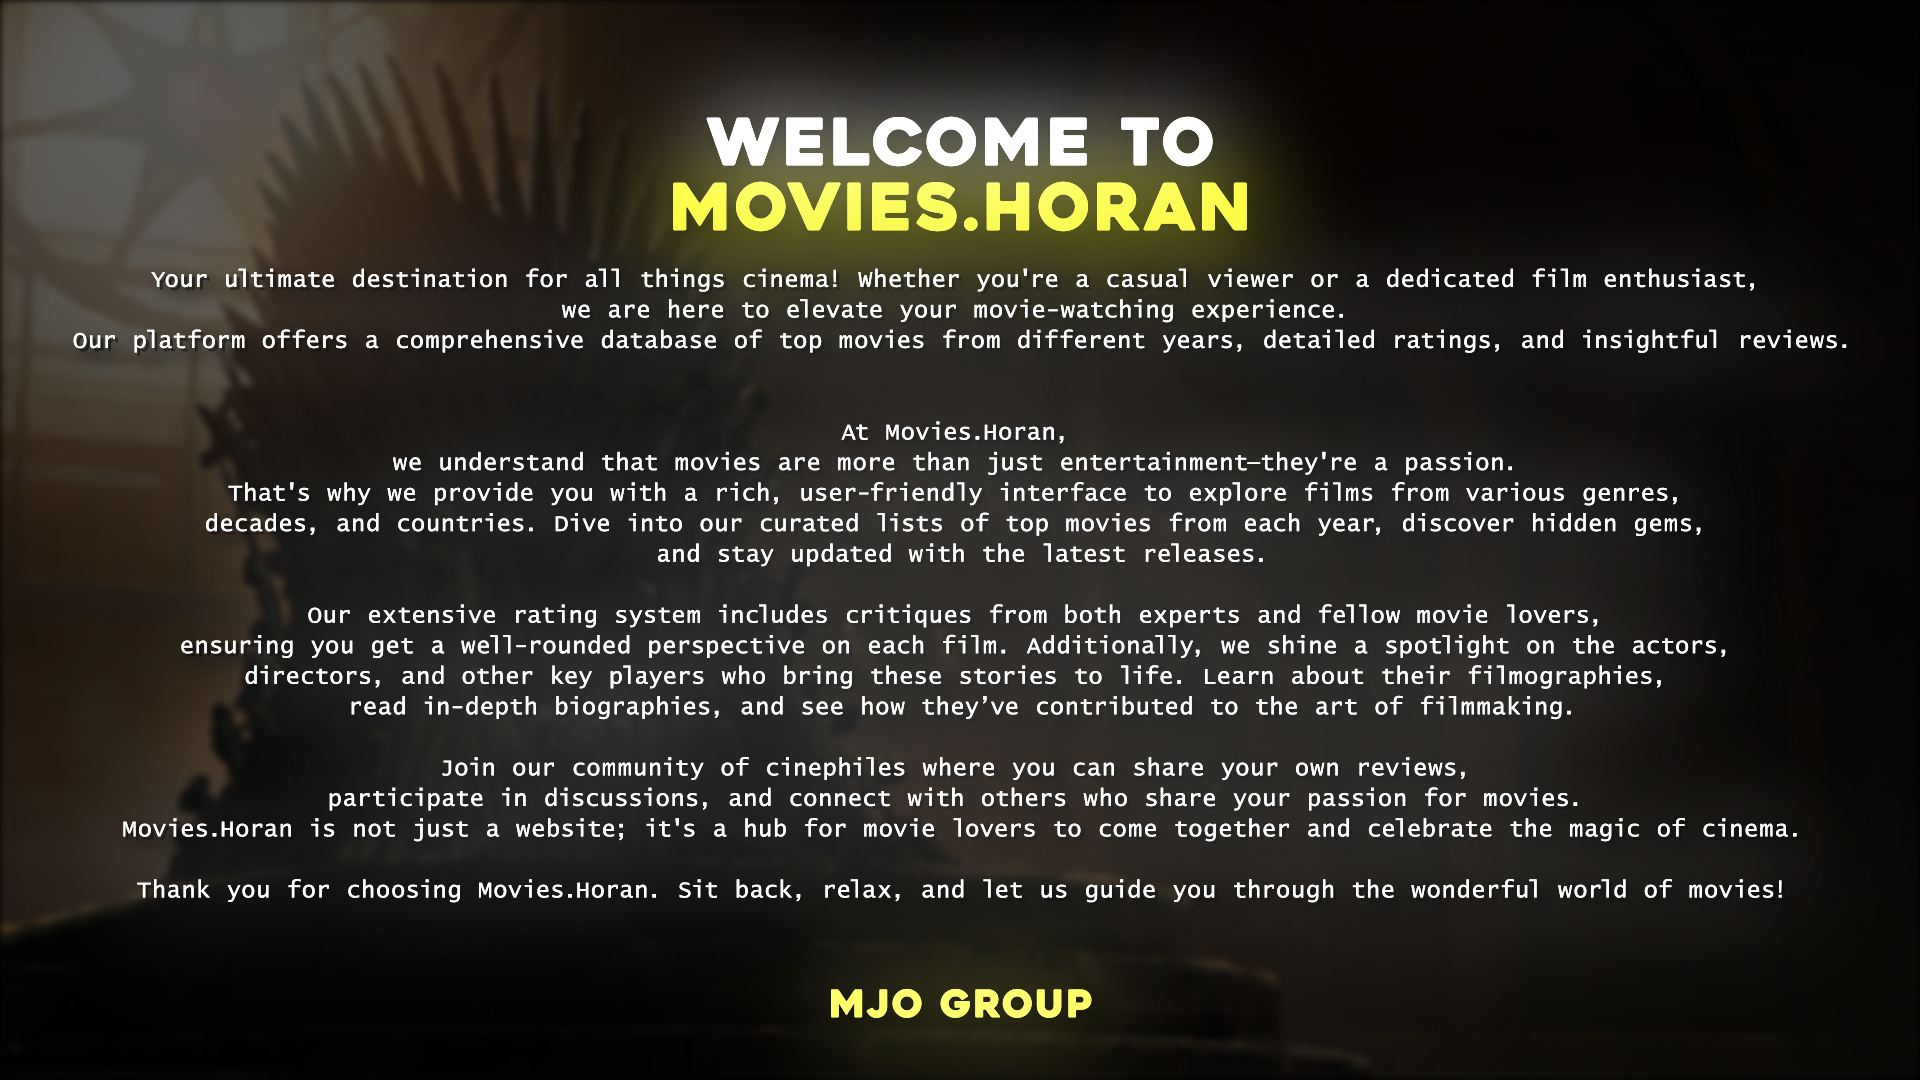 WELCOME TO
MOVIES.HORAN
Your ultimate destination for all things cinema! Whether you're a casual viewer or a dedicated film enthusiast,
we are here to elevate your movie-watching experience.
Our platform offers a comprehensive database of top movies from different years, detailed ratings, and insightful reviews.
At Movies.Horan,
we understand that movies are more than just entertainment—they're a passion.
That's why we provide you with a rich, user-friendly interface to explore films from various genres,
decades, and countries. Dive into our curated lists of top movies from each year, discover hidden gems,
and stay updated with the latest releases.
Our extensive rating system includes critiques from both experts and fellow movie lovers,
ensuring you get a well-rounded perspective on each film. Additionally, we shine a spotlight on the actors,
directors, and other key players who bring these stories to life. Learn about their filmographies,
read in-depth biographies, and see how they’ve contributed to the art of filmmaking.
Join our community of cinephiles where you can share your own reviews,
participate in discussions, and connect with others who share your passion for movies.
Movies.Horan is not just a website; it's a hub for movie lovers to come together and celebrate the magic of cinema.
Thank you for choosing Movies.Horan. Sit back, relax, and let us guide you through the wonderful world of movies!
MJO GROUP